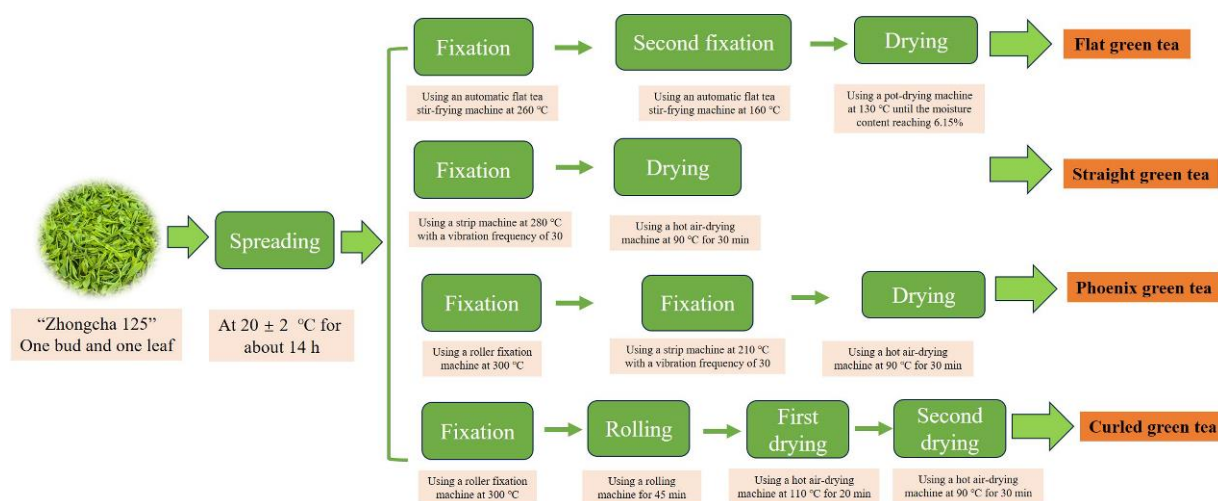 Fixation
Second fixation
Drying
Flat green tea
Using an automatic flat tea
stir-frying machine at 260 ℃
Using an automatic flat tea
stir-frying machine at 160 ℃
Using a pot-drying machine
at 130 ℃ until the moisture
content reaching 6.15%
Fixation
Drying
Straight green tea
Using a strip machine at 280 ℃
with a vibration frequency of 30
Using a hot air-drying
machine at 90 ℃ for 30 min
Spreading
“Zhongcha 125”
One bud and one leaf
At 20 ± 2 ℃ for
about 14 h
Fixation
Fixation
Drying
Phoenix green tea
Using a roller fixation
machine at 300 ℃
Using a strip machine at 210 ℃
with a vibration frequency of 30
Using a hot air-drying
machine at 90 ℃ for 30 min
Fixation
Rolling
First
drying
Second
drying
Curled green tea
Using a roller fixation
machine at 300 ℃
Using a rolling
machine for 45 min
Using a hot air-drying
machine at 110 ℃ for 20 min
Using a hot air-drying
machine at 90 ℃ for 30 min